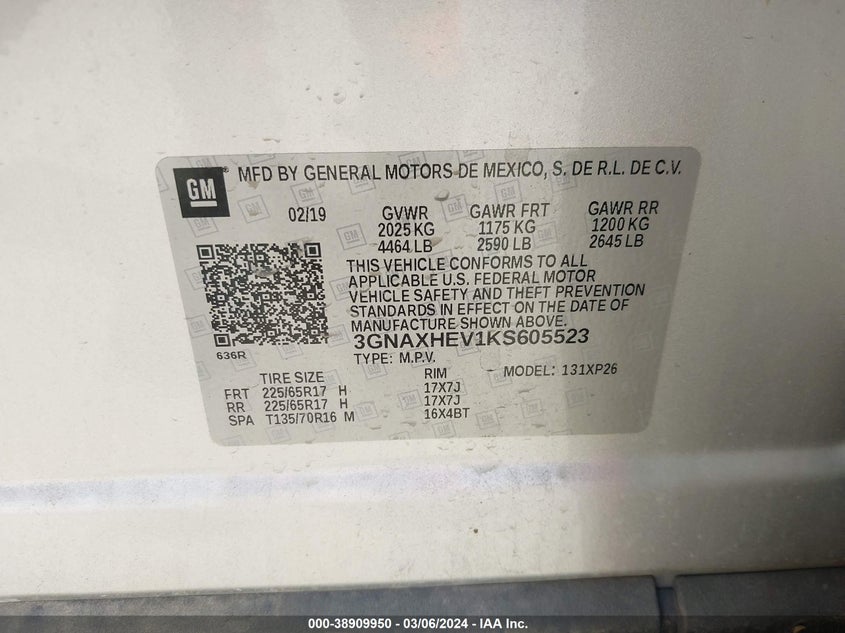 GM® MFD BY GENERAL MOTORS DE MEXICO, S. DE R.L. DE C.V.
02/19 GVWR GAWR FRT GAWR RR
2025 KG 1175 KG 1200 KG
4464 LB 2590 LB 2645 LB
THIS VEHICLE CONFORMS TO ALL
APPLICABLE U.S. FEDERAL MOTOR
VEHICLE SAFETY AND THEFT PREVENTION
STANDARDS IN EFFECT ON THE DATE OF
MANUFACTURE SHOWN ABOVE.
3GNAXHEV1KS605523
636R
TYPE: M.P.V.
MODEL: 131XP26
TIRE SIZE RIM
FRT 225/65R17 H 17X7J
RR 225/65R17 H 17X7J
SPA T135/70R16 M 16X4BT
000-38909950 — 03/06/2024 — IAA Inc.